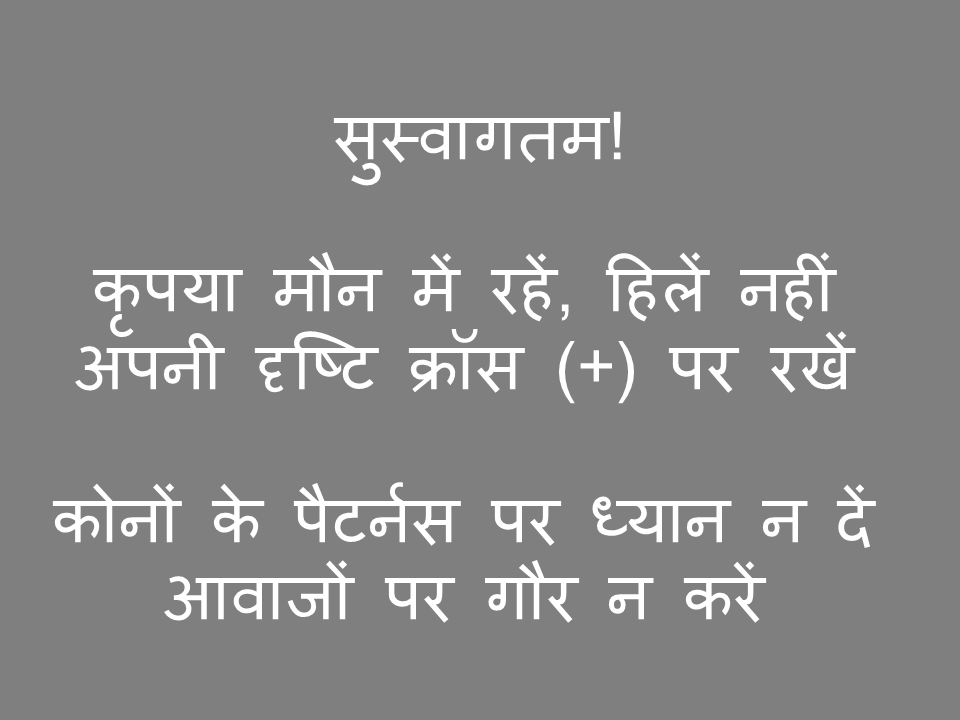 सुस्वागतम!
कृपया मौन में रहें, हिलें नहीं
अपनी दृष्टि क्रॉस (+) पर रखें
कोनों के पैटर्नस पर ध्यान न दें
आवाजों पर गौर न करें